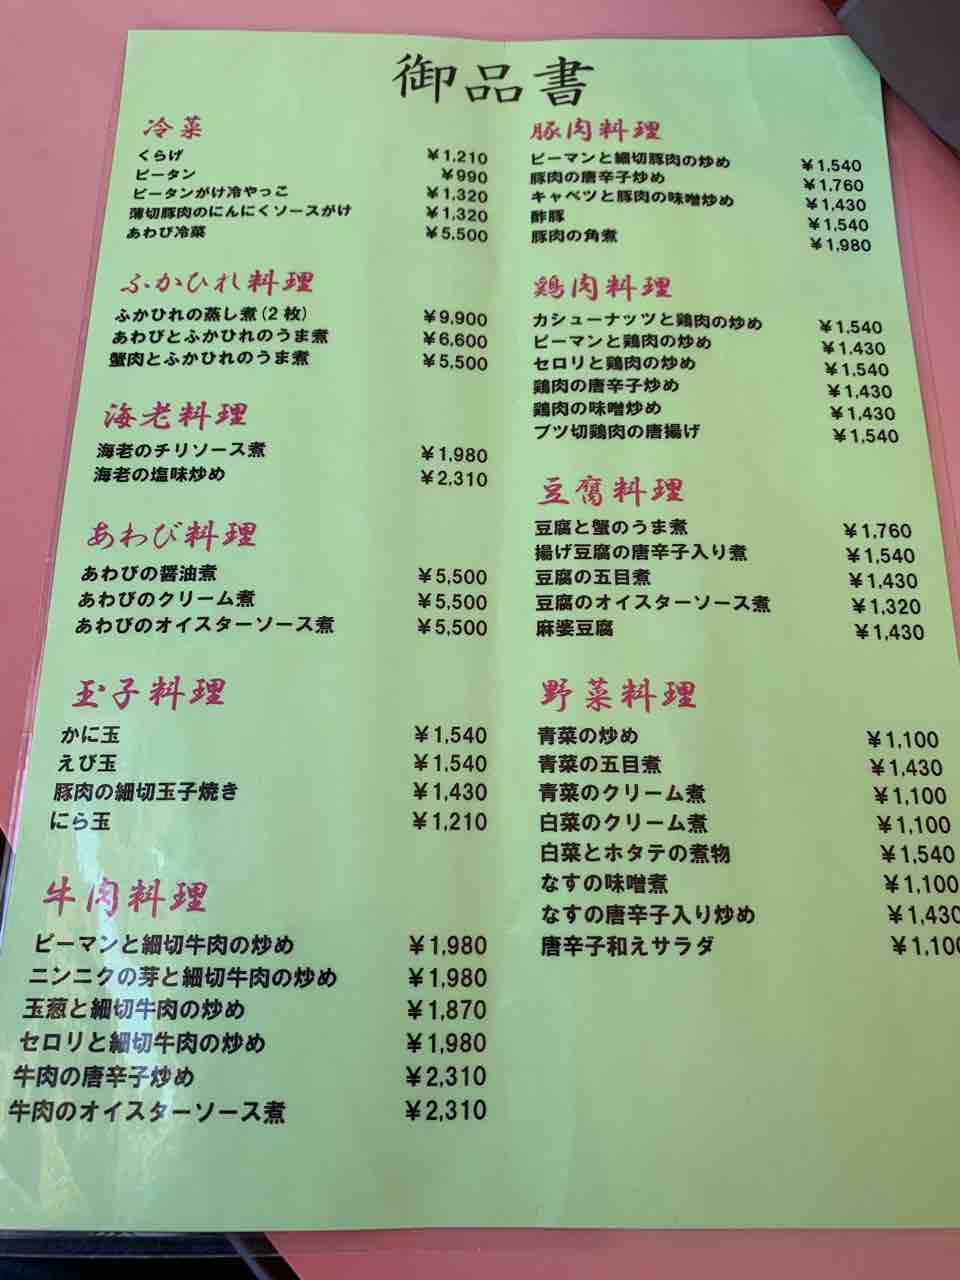 御品書
冷菜
くらげ ¥1,210
ピータン ¥990
ピータンがけ冷やっこ ¥1,320
薄切豚肉のにんにくソースがけ ¥1,320
あわび冷菜 ¥5,500
ふかひれ料理
ふかひれの蒸し煮(2枚) ¥9,900
あわびとふかひれのうま煮 ¥6,600
蟹肉とふかひれのうま煮 ¥5,500
海老料理
海老のチリソース煮 ¥1,980
海老の塩味炒め ¥2,310
あわび料理
あわびの醤油煮 ¥5,500
あわびのクリーム煮 ¥5,500
あわびのオイスターソース煮 ¥5,500
玉子料理
かに玉 ¥1,540
えび玉 ¥1,540
豚肉の細切玉子焼き ¥1,430
にら玉 ¥1,210
牛肉料理
ピーマンと細切牛肉の炒め ¥1,980
ニンニクの芽と細切牛肉の炒め ¥1,980
玉葱と細切牛肉の炒め ¥1,870
セロリと細切牛肉の炒め ¥1,980
牛肉の唐辛子炒め ¥2,310
牛肉のオイスターソース煮 ¥2,310
豚肉料理
ピーマンと細切豚肉の炒め ¥1,540
豚肉の唐辛子炒め ¥1,760
キャベツと豚肉の味噌炒め ¥1,430
酢豚 ¥1,540
豚肉の角煮 ¥1,980
鶏肉料理
カシューナッツと鶏肉の炒め ¥1,540
ピーマンと鶏肉の炒め ¥1,430
セロリと鶏肉の炒め ¥1,540
鶏肉の唐辛子炒め ¥1,430
鶏肉の味噌炒め ¥1,430
ブツ切鶏肉の唐揚げ ¥1,540
豆腐料理
豆腐と蟹のうま煮 ¥1,760
揚げ豆腐の唐辛子入り煮 ¥1,540
豆腐の五目煮 ¥1,430
豆腐のオイスターソース煮 ¥1,320
麻婆豆腐 ¥1,430
野菜料理
青菜の炒め ¥1,100
青菜の五目煮 ¥1,430
青菜のクリーム煮 ¥1,100
白菜のクリーム煮 ¥1,100
白菜とホタテの煮物 ¥1,540
なすの味噌煮 ¥1,100
なすの唐辛子入り炒め ¥1,430
唐辛子和えサラダ ¥1,100